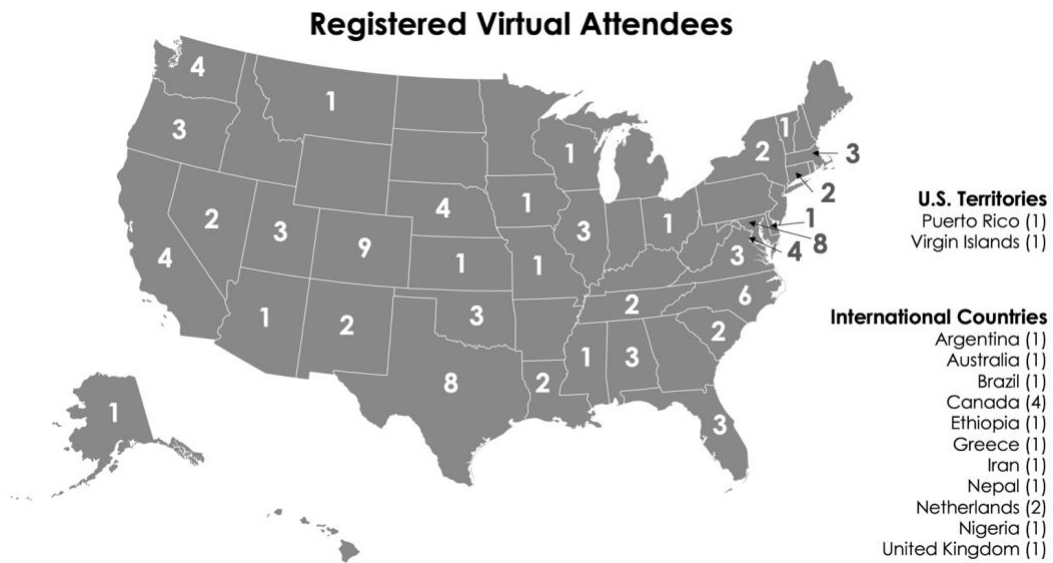 Registered Virtual Attendees
4
1
3
1
2
1
3
4
1
2
2
3
9
3
1
1
8
4
1
1
3
4
1
2
3
2
6
1
3
2
8
2
1
3
1
3
U.S. Territories
Puerto Rico (1)
Virgin Islands (1)
International Countries
Argentina (1)
Australia (1)
Brazil (1)
Canada (4)
Ethiopia (1)
Greece (1)
Iran (1)
Nepal (1)
Netherlands (2)
Nigeria (1)
United Kingdom (1)